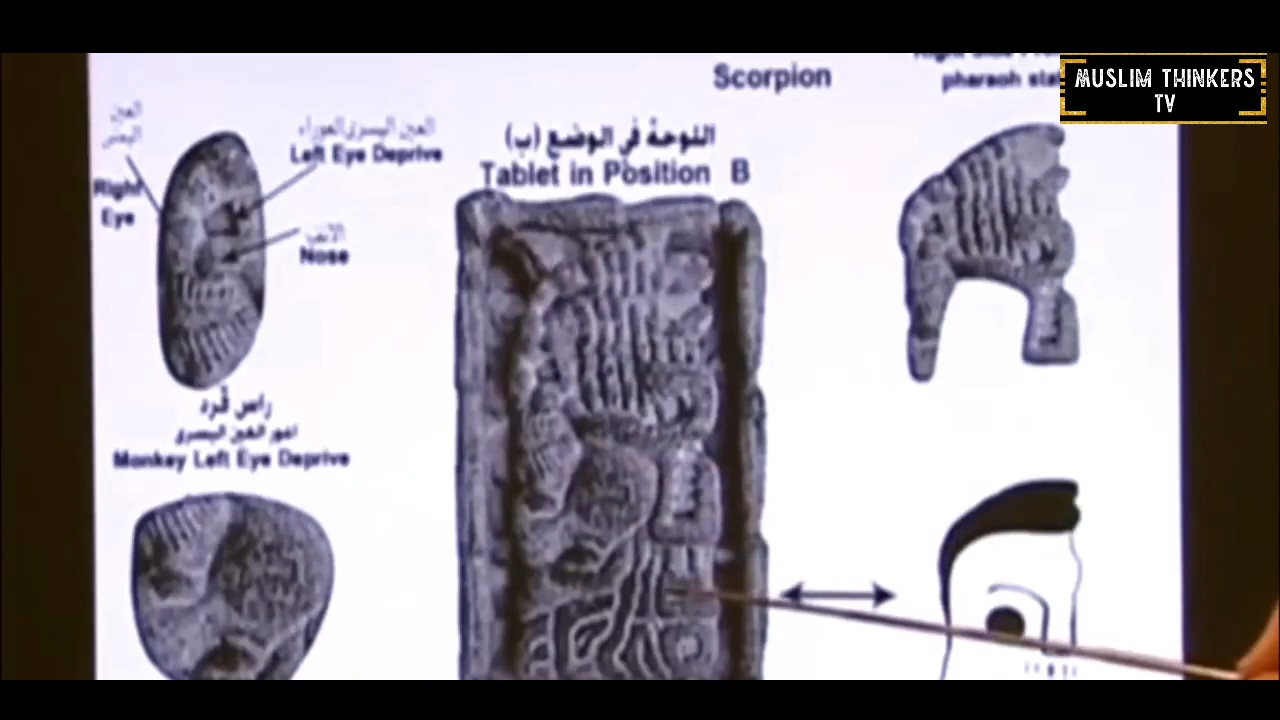 Scorpion
pharaoh
MUSLIM THINKERS
TV
العين
اليمنى
Right
Eye
العين اليسرى العوراء
Left Eye Deprive
الأنف
Nose
اللوحة في الوضع (ب)
Tablet in Position B
رأس قرد
اعور العين اليسرى
Monkey Left Eye Deprive